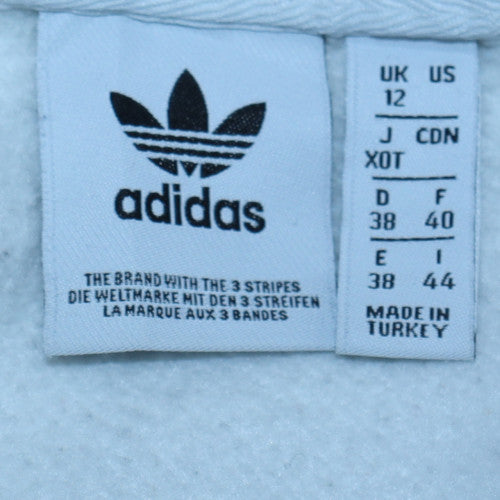 adidas
THE BRAND WITH THE 3 STRIPES
DIE WELTMARKE MIT DEN 3 STREIFEN
LA MARQUE AUX 3 BANDES
UK US
12
J CDN
XOT
D F
38 40
E I
38 44
MADE IN
TURKEY